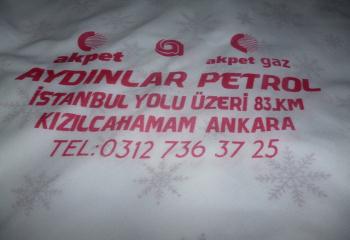 akpet akpet gaz
AYDINLAR PETROL
İSTANBUL YOLU ÜZERİ 83.KM
KIZILCAHAMAM ANKARA
TEL:0312 736 37 25